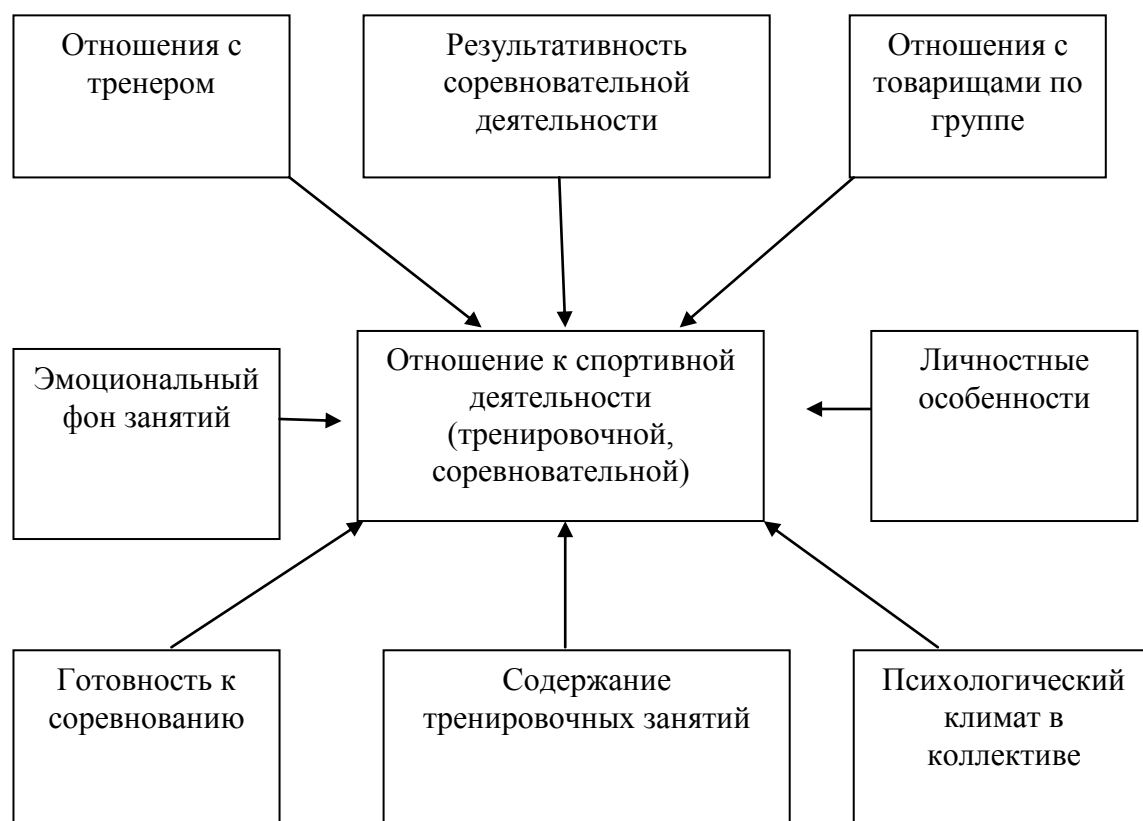 Отношения с
тренером
Результативность
соревновательной
деятельности
Отношения с
товарищами по
группе
Эмоциональный
фон занятий
Отношение к спортивной
деятельности
(тренировочной,
соревновательной)
Личностные
особенности
Готовность к
соревнованию
Содержание
тренировочных занятий
Психологический
климат в
коллективе